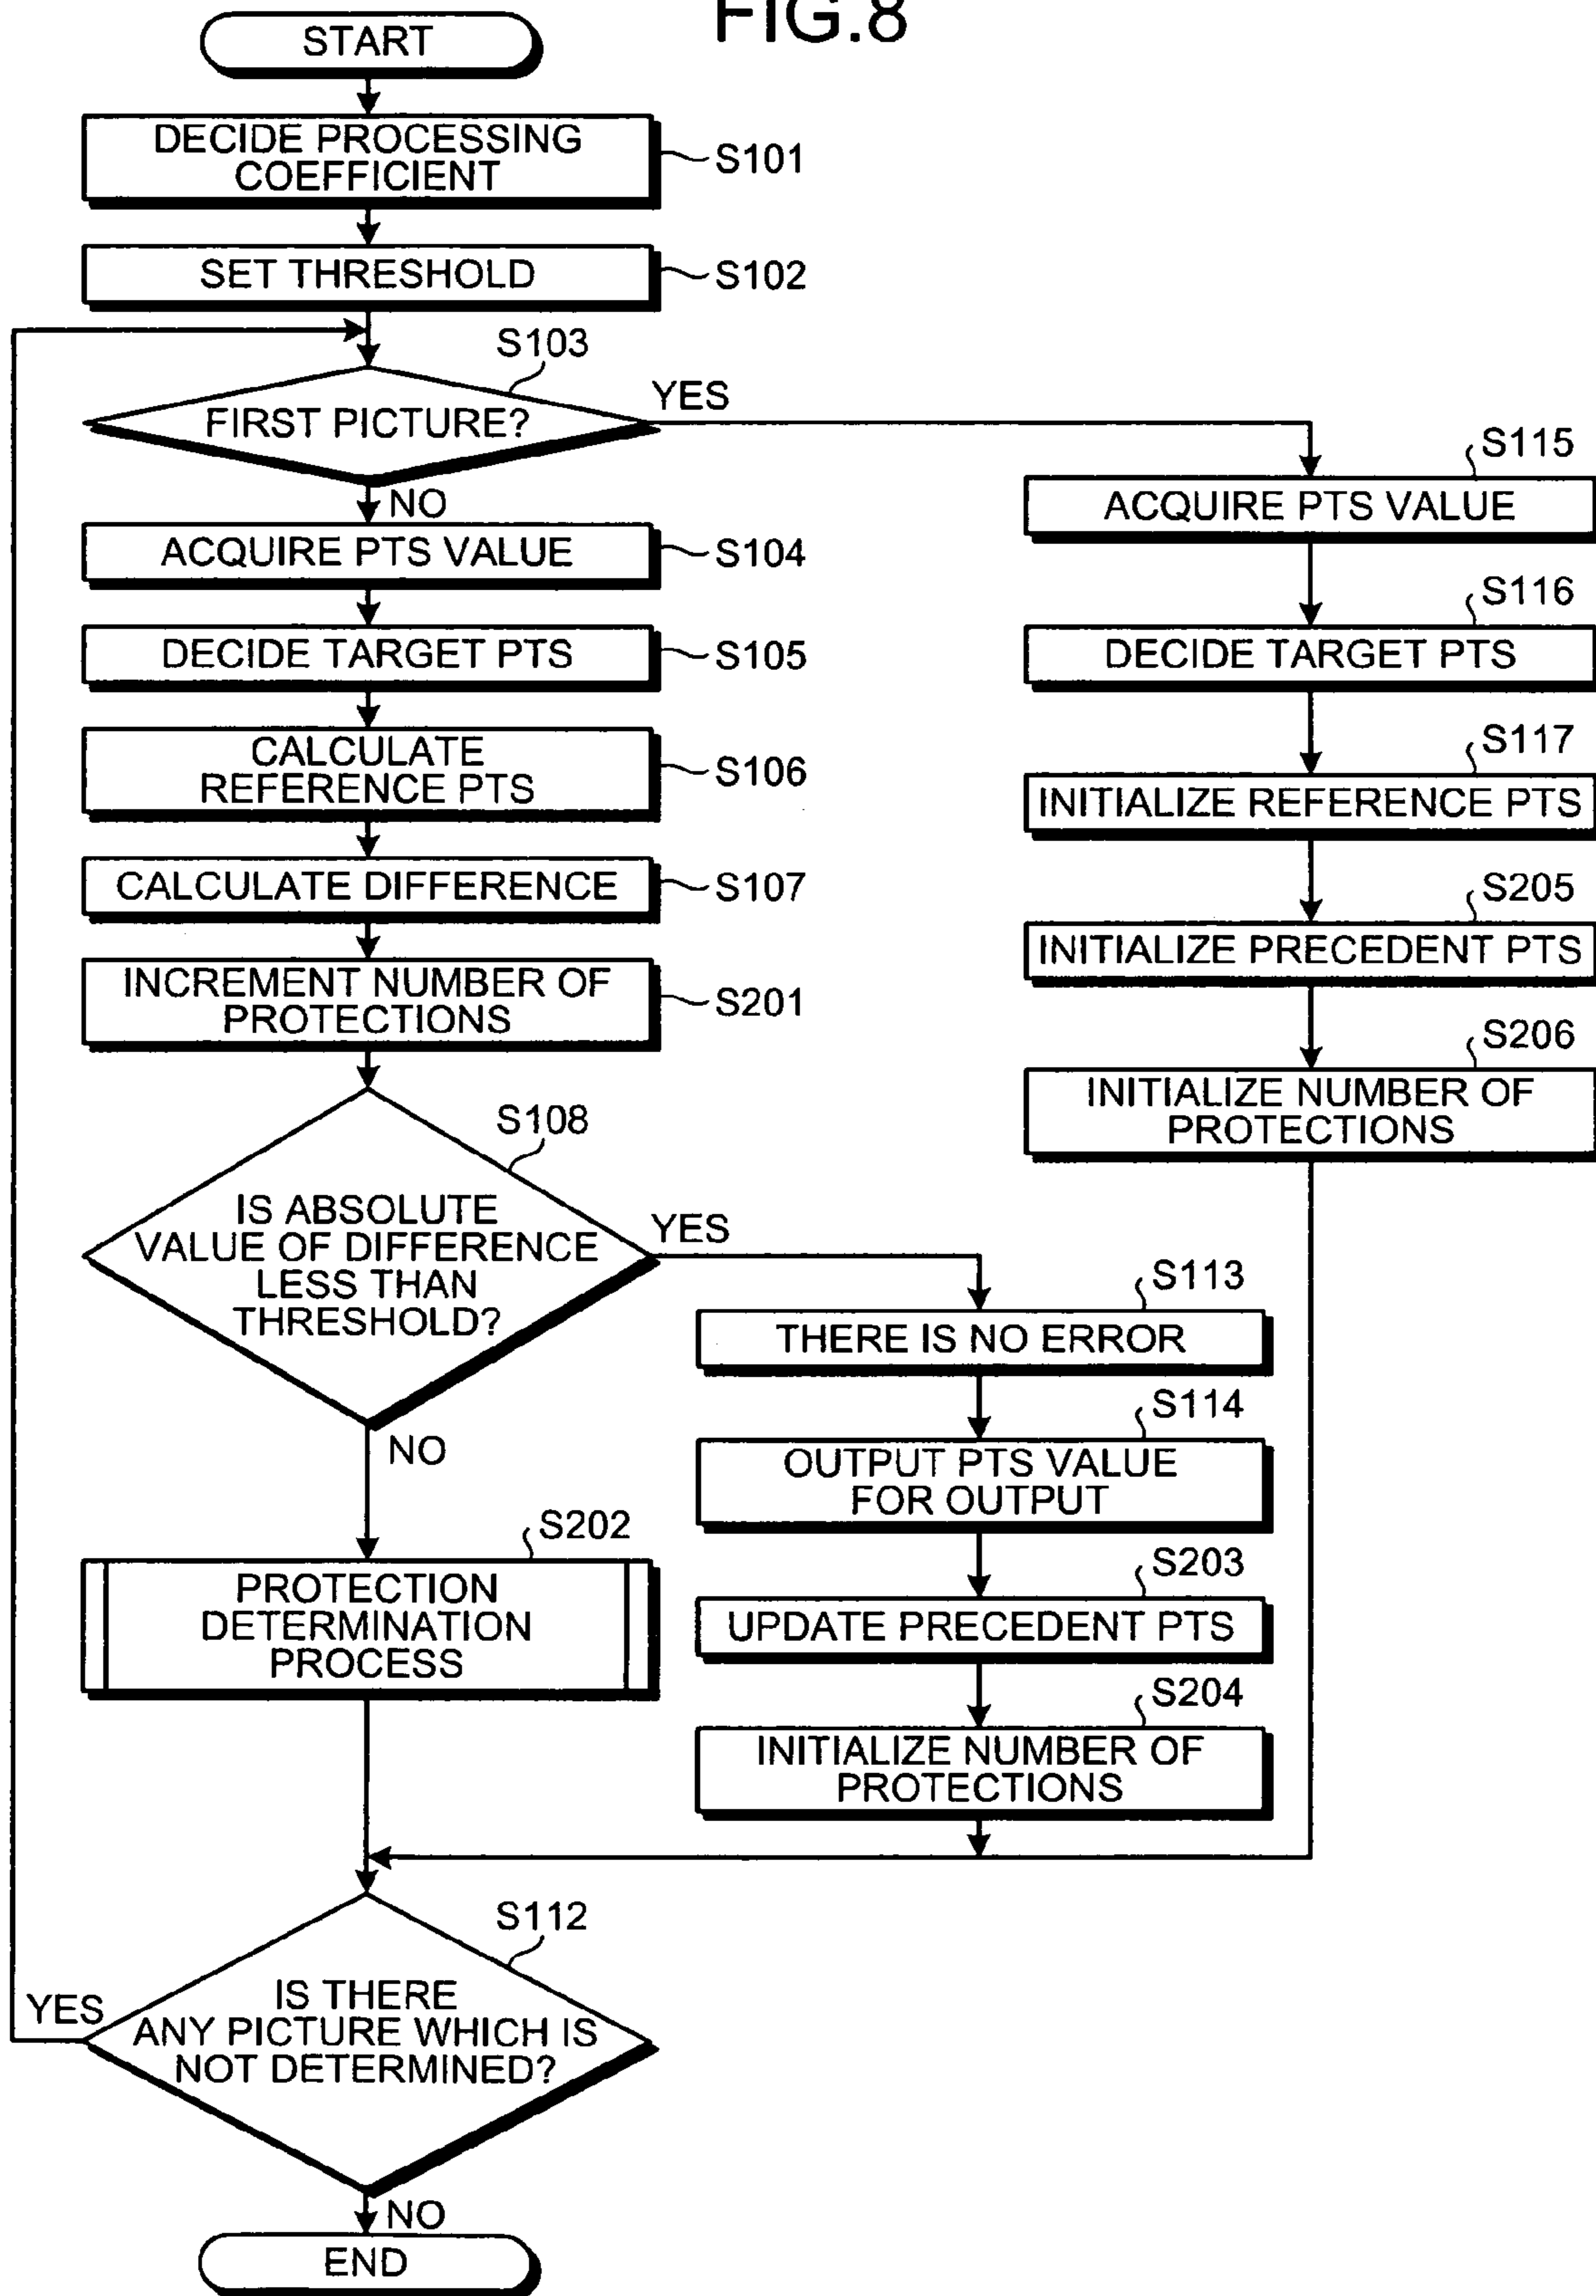 FIG.8
START
DECIDE PROCESSING
COEFFICIENT
S101
SET THRESHOLD
S102
S103
FIRST PICTURE?
YES
NO
ACQUIRE PTS VALUE
S104
DECIDE TARGET PTS
S105
CALCULATE
REFERENCE PTS
S106
CALCULATE DIFFERENCE
S107
INCREMENT NUMBER OF
PROTECTIONS
S201
S108
IS ABSOLUTE
VALUE OF DIFFERENCE
LESS THAN
THRESHOLD?
YES
NO
S202
PROTECTION
DETERMINATION
PROCESS
S113
THERE IS NO ERROR
S114
OUTPUT PTS VALUE
FOR OUTPUT
S203
UPDATE PRECEDENT PTS
S204
INITIALIZE NUMBER OF
PROTECTIONS
S115
ACQUIRE PTS VALUE
S116
DECIDE TARGET PTS
S117
INITIALIZE REFERENCE PTS
S205
INITIALIZE PRECEDENT PTS
S206
INITIALIZE NUMBER OF
PROTECTIONS
S112
IS THERE
ANY PICTURE WHICH IS
NOT DETERMINED?
YES
NO
END